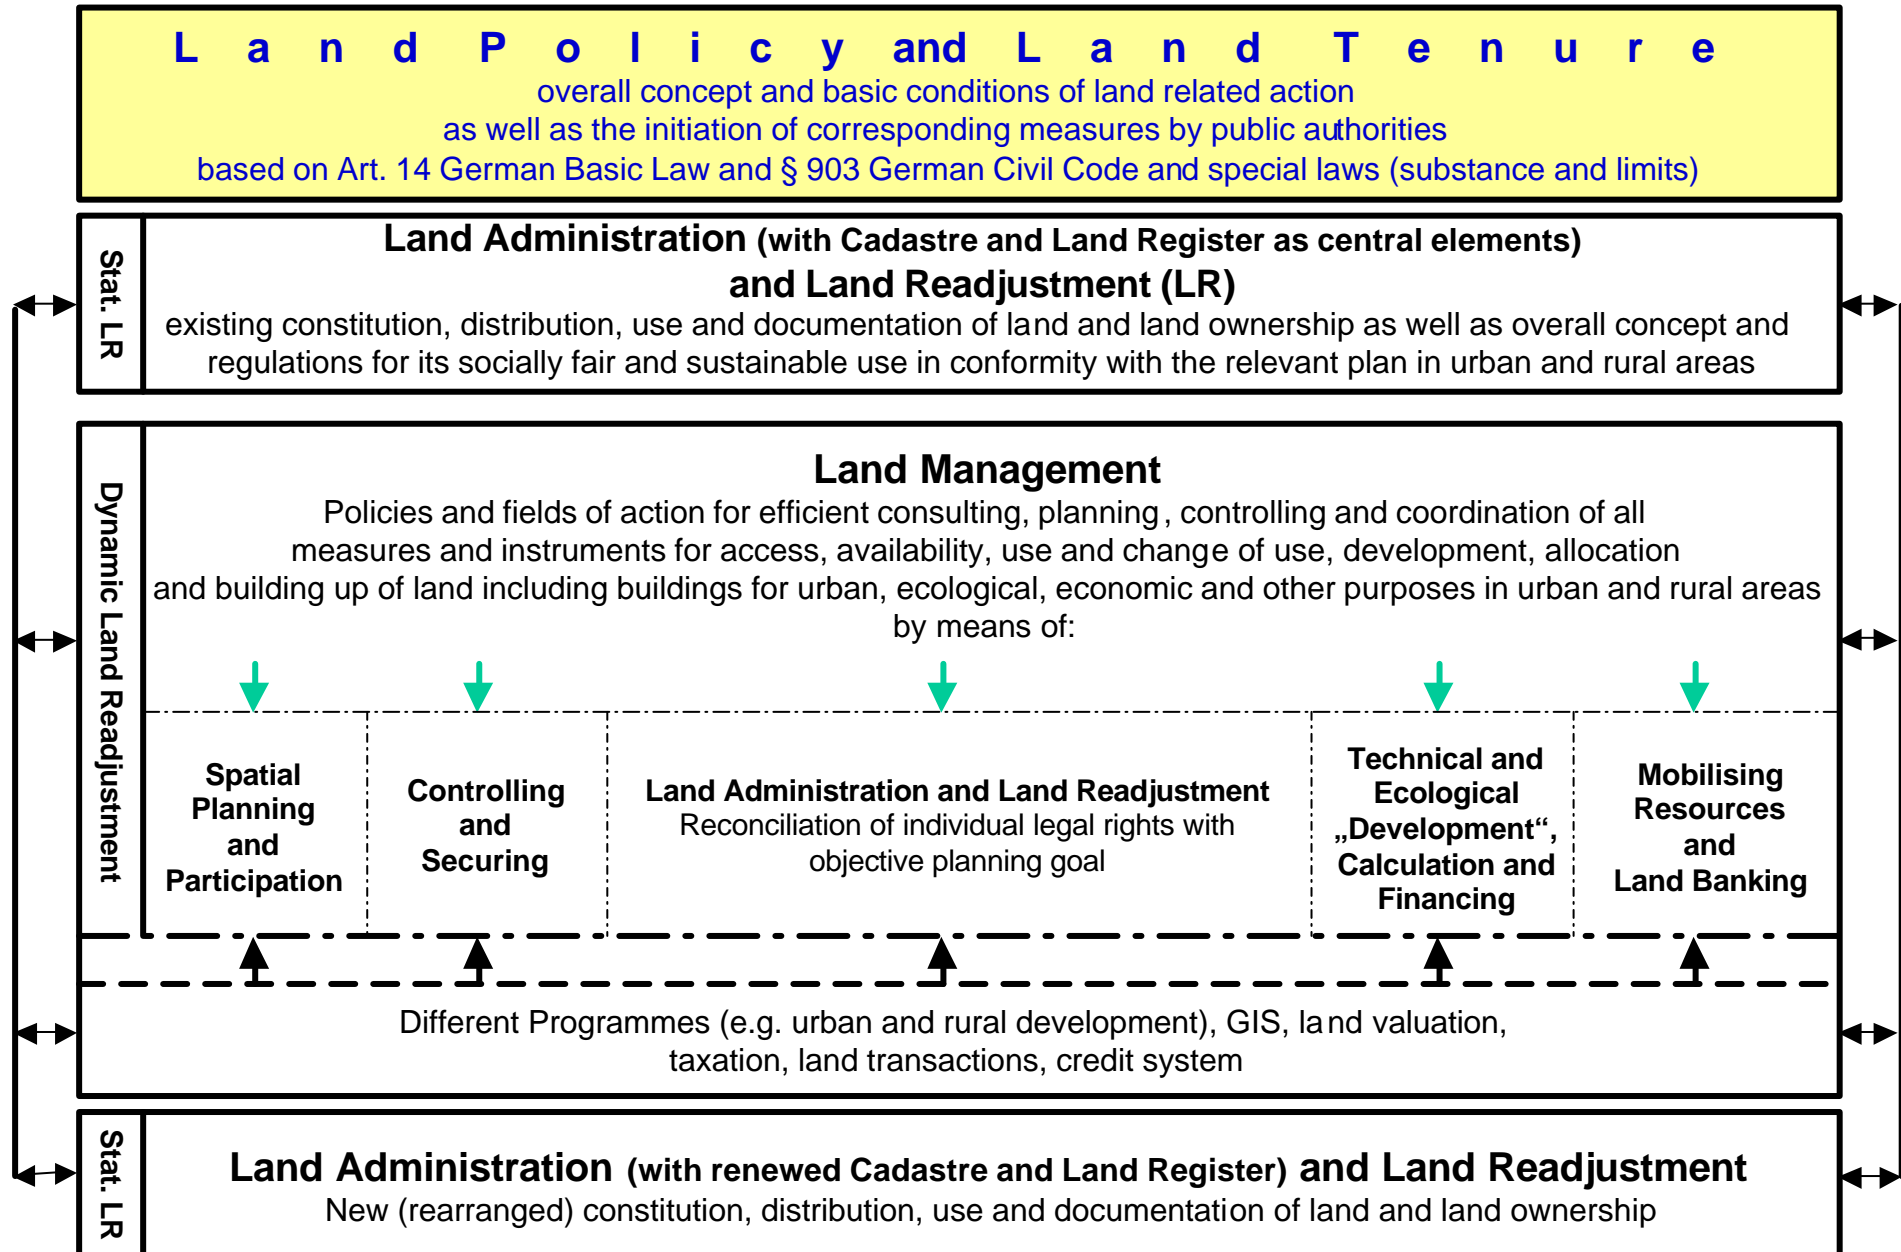 Land Policy and Land Tenure
overall concept and basic conditions of land related action
as well as the initiation of corresponding measures by public authorities
based on Art. 14 German Basic Law and § 903 German Civil Code and special laws (substance and limits)
Stat. LR
Land Administration (with Cadastre and Land Register as central elements)
and Land Readjustment (LR)
existing constitution, distribution, use and documentation of land and land ownership as well as overall concept and
regulations for its socially fair and sustainable use in conformity with the relevant plan in urban and rural areas
Dynamic Land Readjustment
Land Management
Policies and fields of action for efficient consulting, planning, controlling and coordination of all
measures and instruments for access, availability, use and change of use, development, allocation
and building up of land including buildings for urban, ecological, economic and other purposes in urban and rural areas
by means of:
Spatial
Planning
and
Participation
Controlling
and
Securing
Land Administration and Land Readjustment
Reconciliation of individual legal rights with
objective planning goal
Technical and
Ecological
„Development“,
Calculation and
Financing
Mobilising
Resources
and
Land Banking
Different Programmes (e.g. urban and rural development), GIS, land valuation,
taxation, land transactions, credit system
Stat. LR
Land Administration (with renewed Cadastre and Land Register) and Land Readjustment
New (rearranged) constitution, distribution, use and documentation of land and land ownership